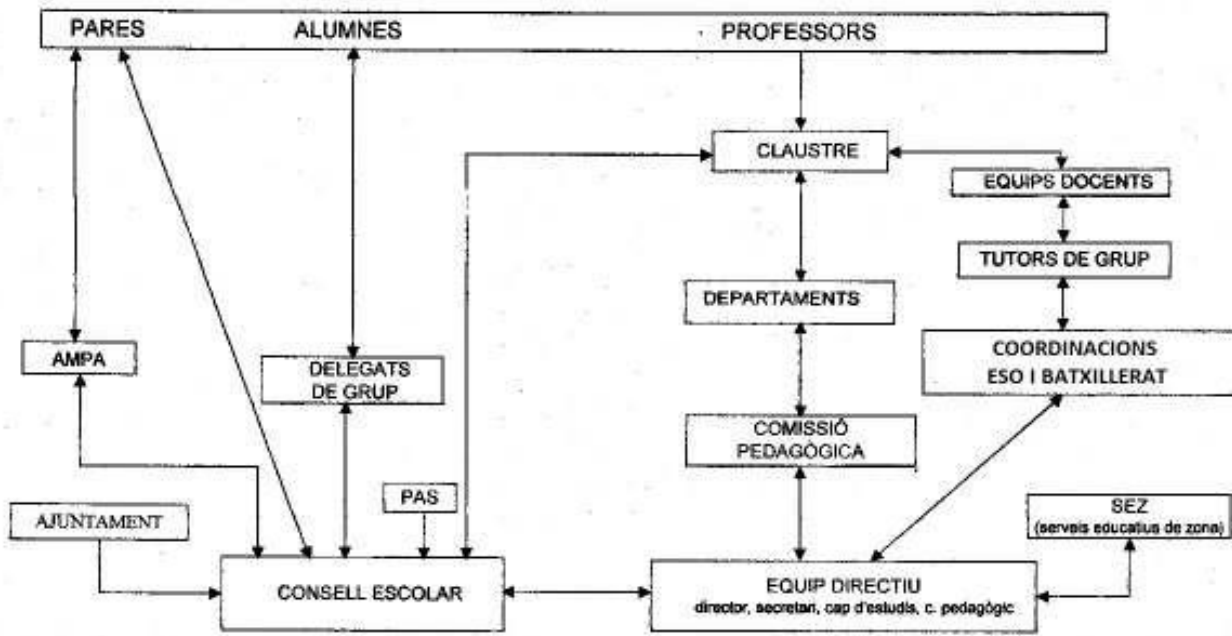 PARES ALUMNES PROFESSORS
CLAUSTRE
EQUIPS DOCENTS
TUTORS DE GRUP
DEPARTAMENTS
AMPA
DELEGATS
DE GRUP
COORDINACIONS
ESO I BATXILLERAT
COMISSIÓ
PEDAGÒGICA
PAS
AJUNTAMENT
SEZ
(serveis educatius de zona)
CONSELL ESCOLAR
EQUIP DIRECTIU
director, secretari, cap d'estudis, c. pedagògic